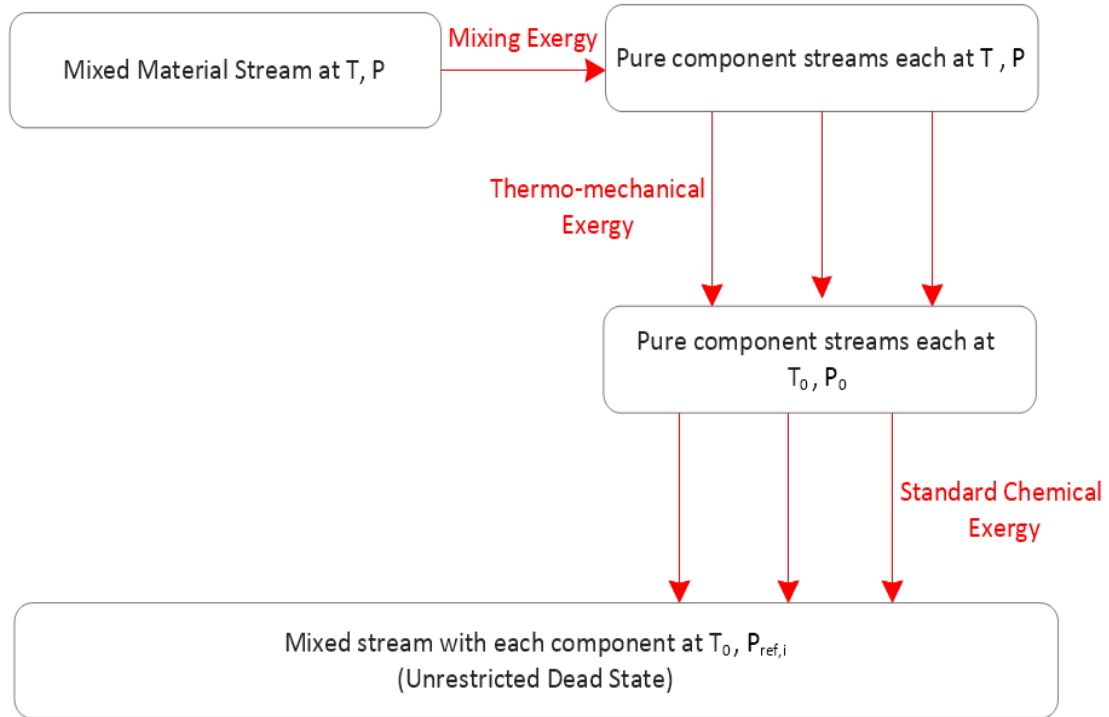 Mixed Material Stream at T, P
Mixing Exergy
Pure component streams each at T , P
Thermo-mechanical
Exergy
Pure component streams each at
T₀ , P₀
Standard Chemical
Exergy
Mixed stream with each component at T₀, P_ref,i
(Unrestricted Dead State)